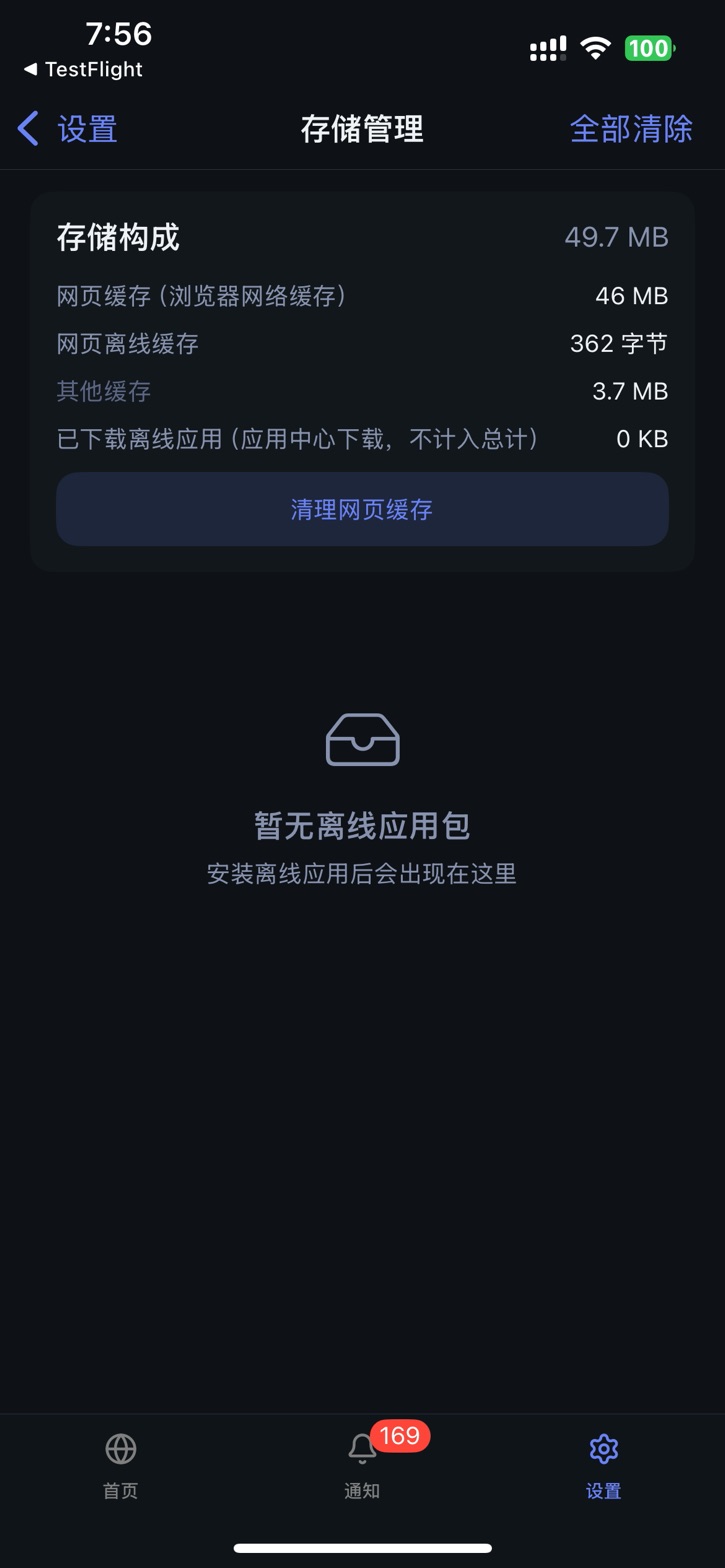 7:56
100
◀ TestFlight
设置
存储管理
全部清除
存储构成
49.7 MB
网页缓存（浏览器网络缓存）
46 MB
网页离线缓存
362 字节
其他缓存
3.7 MB
已下载离线应用（应用中心下载，不计入总计）
0 KB
清理网页缓存
暂无离线应用包
安装离线应用后会出现在这里
169
首页
通知
设置